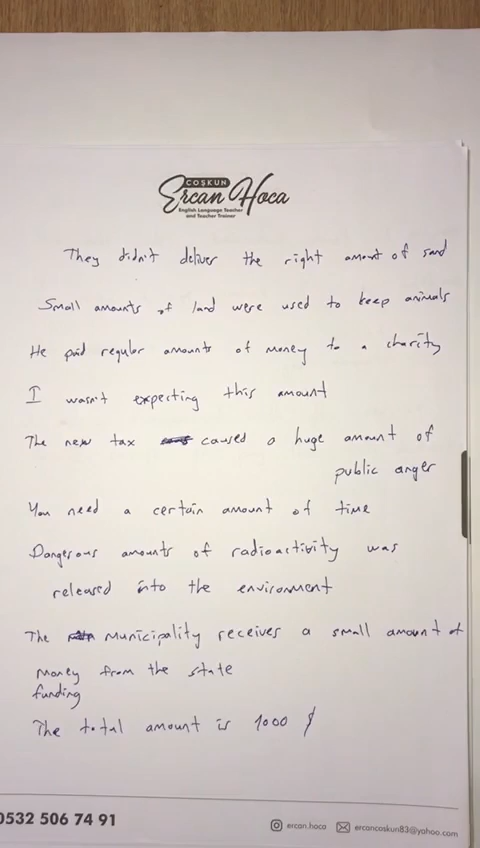 COŞKUN
Ercan Hoca
English Language Teacher
and Teacher Trainer
They didn't deliver the right amount of sand
Small amounts of land were used to keep animals
He paid regular amounts of money to a charity
I wasn't expecting this amount
The new tax caused a huge amount of
public anger
You need a certain amount of time
Dangerous amounts of radioactivity was
released into the environment
The Municipality receives a small amount of
money from the state
funding
The total amount is 1000 $
0532 506 74 91
ercan.hoca
ercancoskun83@yahoo.com